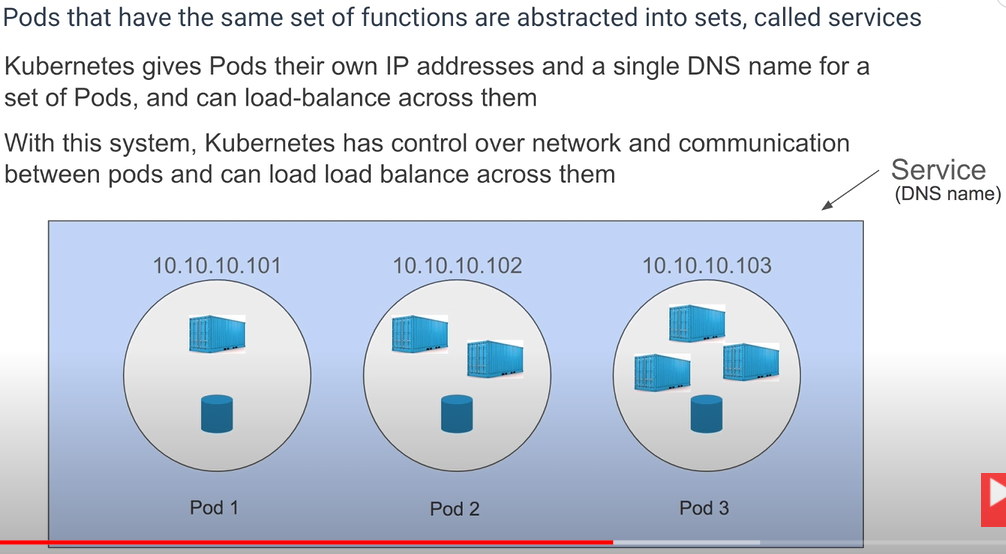 Pods that have the same set of functions are abstracted into sets, called services
Kubernetes gives Pods their own IP addresses and a single DNS name for a
set of Pods, and can load-balance across them
With this system, Kubernetes has control over network and communication
between pods and can load load balance across them
Service
(DNS name)
10.10.10.101
10.10.10.102
10.10.10.103
Pod 1
Pod 2
Pod 3